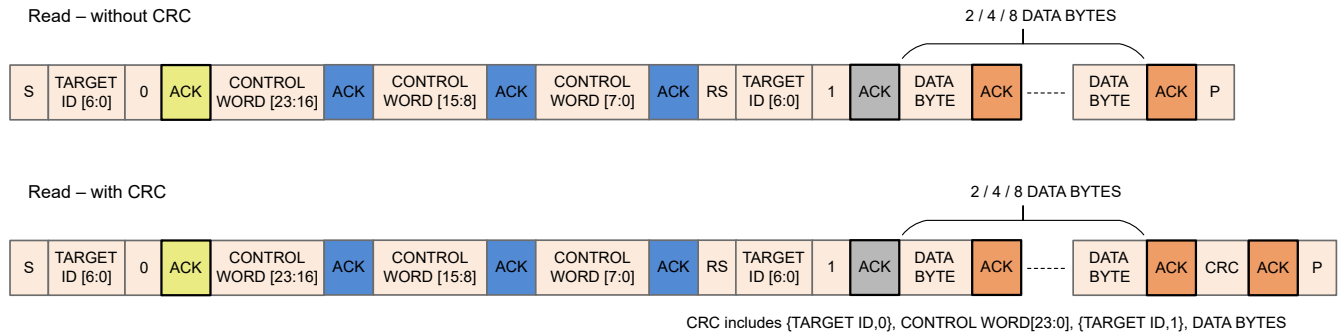 Read – without CRC
2 / 4 / 8 DATA BYTES
S TARGET ID [6:0] 0 ACK CONTROL WORD [23:16] ACK CONTROL WORD [15:8] ACK CONTROL WORD [7:0] ACK RS TARGET ID [6:0] 1 ACK DATA BYTE ACK ------ DATA BYTE ACK P
Read – with CRC
2 / 4 / 8 DATA BYTES
S TARGET ID [6:0] 0 ACK CONTROL WORD [23:16] ACK CONTROL WORD [15:8] ACK CONTROL WORD [7:0] ACK RS TARGET ID [6:0] 1 ACK DATA BYTE ACK ------ DATA BYTE ACK CRC ACK P
CRC includes {TARGET ID,0}, CONTROL WORD[23:0], {TARGET ID,1}, DATA BYTES